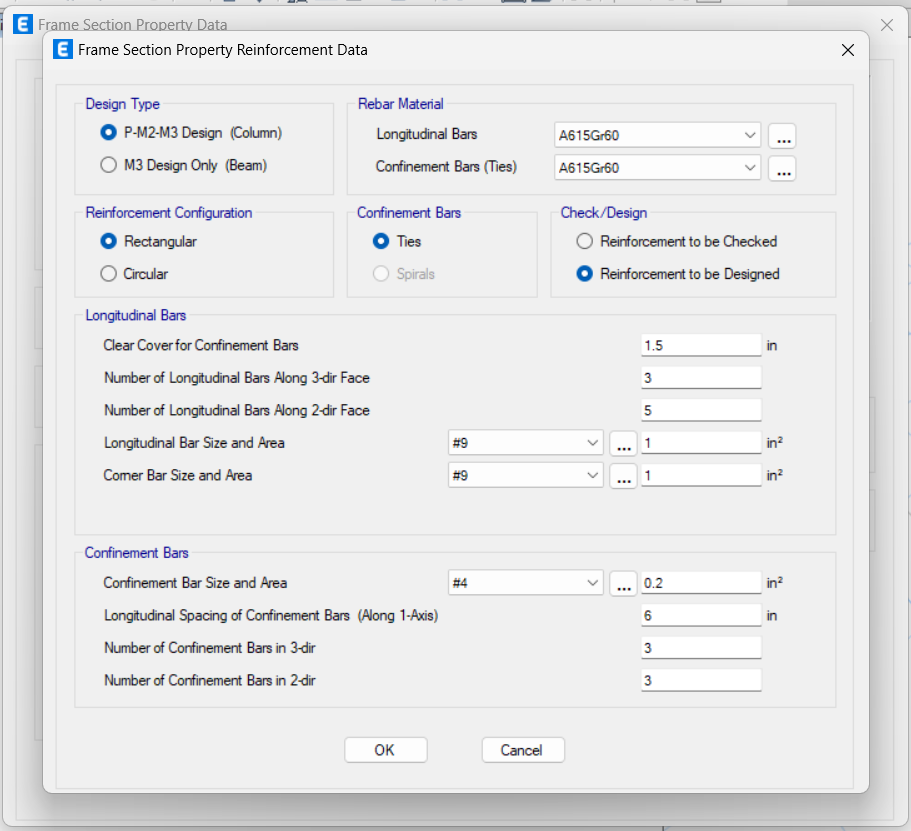 Frame Section Property Data
E Frame Section Property Reinforcement Data
Design Type
P-M2-M3 Design (Column)
M3 Design Only (Beam)
Rebar Material
Longitudinal Bars A615Gr60 ...
Confinement Bars (Ties) A615Gr60 ...
Reinforcement Configuration
Rectangular
Circular
Confinement Bars
Ties
Spirals
Check/Design
Reinforcement to be Checked
Reinforcement to be Designed
Longitudinal Bars
Clear Cover for Confinement Bars 1.5 in
Number of Longitudinal Bars Along 3-dir Face 3
Number of Longitudinal Bars Along 2-dir Face 5
Longitudinal Bar Size and Area #9 ... 1 in²
Corner Bar Size and Area #9 ... 1 in²
Confinement Bars
Confinement Bar Size and Area #4 ... 0.2 in²
Longitudinal Spacing of Confinement Bars (Along 1-Axis) 6 in
Number of Confinement Bars in 3-dir 3
Number of Confinement Bars in 2-dir 3
OK Cancel